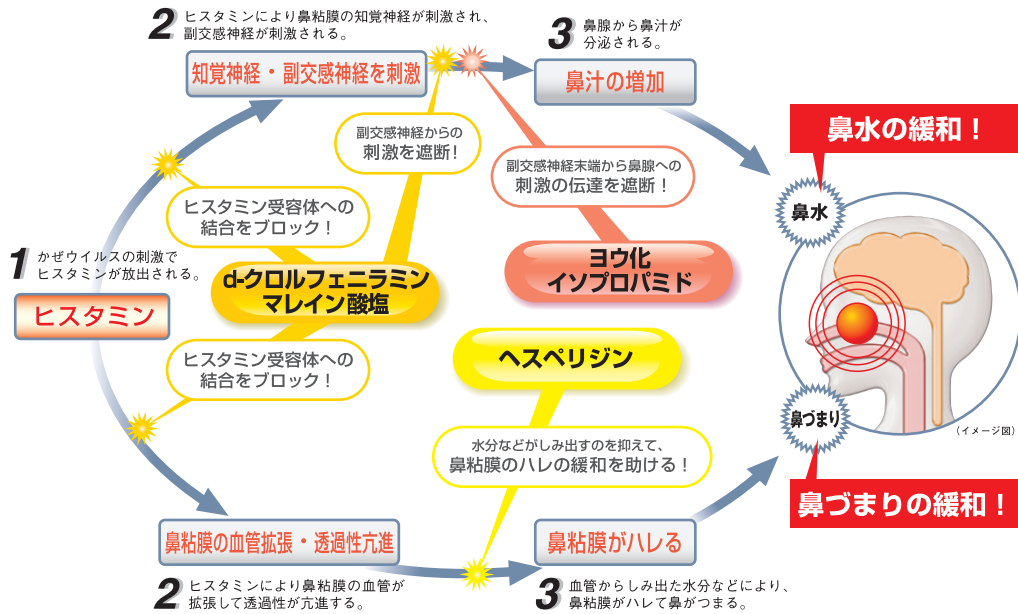 2 ヒスタミンにより鼻粘膜の知覚神経が刺激され、
副交感神経が刺激される。
知覚神経・副交感神経を刺激
3 鼻腺から鼻汁が
分泌される。
鼻汁の増加
鼻水の緩和！
副交感神経からの
刺激を遮断！
副交感神経末端から鼻腺への
刺激の伝達を遮断！
ヒスタミン受容体への
結合をブロック！
鼻水
1 かぜウイルスの刺激で
ヒスタミンが放出される。
ヒスタミン
d-クロルフェニラミン
マレイン酸塩
ヨウ化
イソプロパミド
ヒスタミン受容体への
結合をブロック！
ヘスペリジン
水分などがしみ出すのを抑えて、
鼻粘膜のハレの緩和を助ける！
鼻づまり
（イメージ図）
鼻づまりの緩和！
鼻粘膜の血管拡張・透過性亢進
2 ヒスタミンにより鼻粘膜の血管が
拡張して透過性が亢進する。
鼻粘膜がハレる
3 血管からしみ出た水分などにより、
鼻粘膜がハレて鼻がつまる。